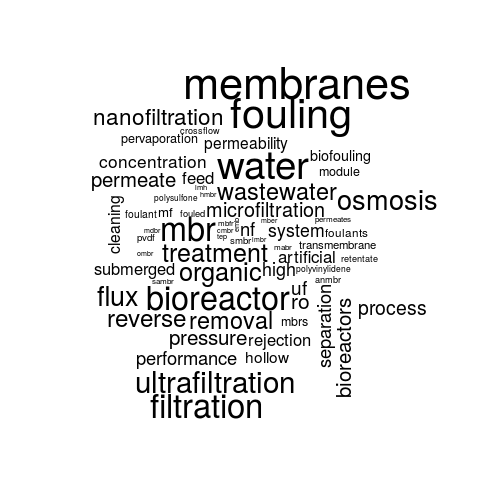 membranes
nanofiltration fouling
crossflow
pervaporation permeability
concentration water biofouling
module
permeate feed wastewater
lmh
hmbr
polysulfone osmosis
cleaning foulant mf fouled microfiltration
permeates
mber
mbr mbfr
cmbr nf system foulants
mdbr
pvdf tep smbr imbr
mabr transmembrane
ombr treatment artificial retentate
submerged organic high polyvinylidene
sambr anmbr
flux bioreactor uf
ro separation bioreactors process
reverse removal mbrs
pressure rejection
performance hollow
ultrafiltration
filtration